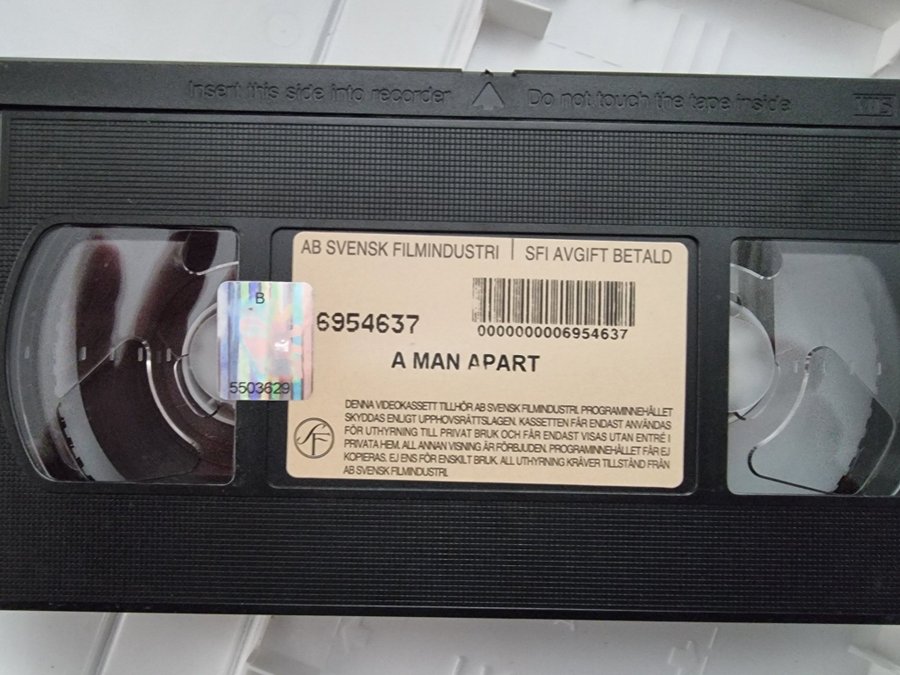 Insert this side into recorder
Do not touch the tape inside
VHS
AB SVENSK FILMINDUSTRI | SFI AVGIFT BETALD
B
6954637
0000000006954637
A MAN APART
5503629
DENNA VIDEOKASSETT TILLHÖR AB SVENSK FILMINDUSTRI. PROGRAMINNEHÅLLET
SKYDDAS ENLIGT UPPHOVSRÄTTSLAGEN. KASSETTEN FÅR ENDAST ANVÄNDAS
FÖR UTHYRNING TILL PRIVAT BRUK OCH FÅR ENDAST VISAS UTAN ENTRÉ I
PRIVATA HEM. ALL ANNAN VISNING ÄR FÖRBJUDEN. PROGRAMINNEHÅLLET FÅR EJ
KOPIERAS. EJ ENS FÖR ENSKILT BRUK. ALL UTHYRNING KRÄVER TILLSTÅND FRÅN
AB SVENSK FILMINDUSTRI.
SF